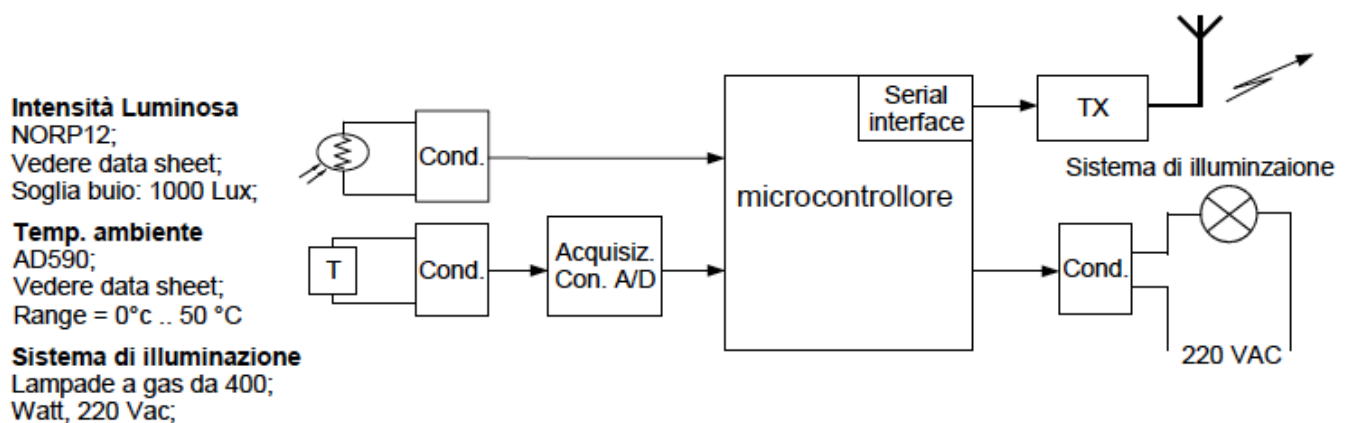 Intensità Luminosa
NORP12;
Vedere data sheet;
Soglia buio: 1000 Lux;
Temp. ambiente
AD590;
Vedere data sheet;
Range = 0°c .. 50 °C
Sistema di illuminazione
Lampade a gas da 400;
Watt, 220 Vac;
Cond.
T
Cond.
Acquisiz.
Con. A/D
microcontrollore
Serial
interface
TX
Sistema di illuminzaione
Cond.
220 VAC